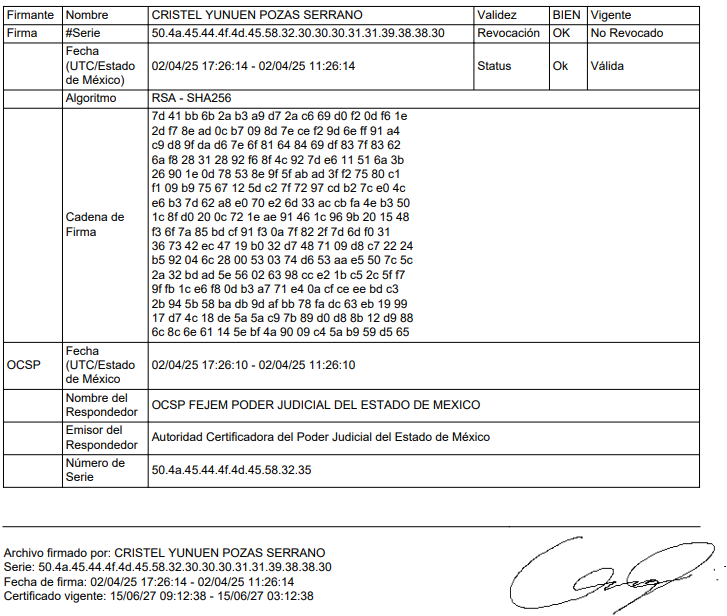 Firmante Nombre CRISTEL YUNUEN POZAS SERRANO Validez BIEN Vigente
Firma #Serie 50.4a.45.44.4f.4d.45.58.32.30.30.30.31.31.39.38.38.30 Revocación OK No Revocado
Fecha
(UTC/Estado
de México)
02/04/25 17:26:14 - 02/04/25 11:26:14 Status Ok Válida
Algoritmo RSA - SHA256
Cadena de
Firma
7d 41 bb 6b 2a b3 a9 d7 2a c6 69 d0 f2 0d f6 1e
2d f7 8e ad 0c b7 09 8d 7e ce f2 9d 6e ff 91 a4
c9 d8 9f da d6 7e 6f 81 64 84 69 df 83 7f 83 62
6a f8 28 31 28 92 f6 8f 4c 92 7d e6 11 51 6a 3b
26 90 1e 0d 78 53 8e 9f 5f ab ad 3f f2 75 80 c1
f1 09 b9 75 67 12 5d c2 7f 72 97 cd b2 7c e0 4c
e6 b3 7d 62 a8 e0 70 e2 6d 33 ac cb fa 4e b3 50
1c 8f d0 20 0c 72 1e ae 91 46 1c 96 9b 20 15 48
f3 6f 7a 85 bd cf 91 f3 0a 7f 82 2f 7d 6d f0 31
36 73 42 ec 47 19 b0 32 d7 48 71 09 d8 c7 22 24
b5 92 04 6c 28 00 53 03 74 d6 53 aa e5 50 7c 5c
2a 32 bd ad 5e 56 02 63 98 cc e2 1b c5 2c 5f f7
9f fb 1c e6 f8 0d b3 a7 71 e4 0a cf ce ee bd c3
2b 94 5b 58 ba db 9d af bb 78 fa dc 63 eb 19 99
17 d7 4c 18 de 5a 5a c9 7b 89 d0 d8 8b 12 d9 88
6c 8c 6e 61 14 5e bf 4a 90 09 c4 5a b9 59 d5 65
OCSP
Fecha
(UTC/Estado
de México
02/04/25 17:26:10 - 02/04/25 11:26:10
Nombre del
Respondedor
OCSP FEJEM PODER JUDICIAL DEL ESTADO DE MEXICO
Emisor del
Respondedor
Autoridad Certificadora del Poder Judicial del Estado de México
Número de
Serie
50.4a.45.44.4f.4d.45.58.32.35
Archivo firmado por: CRISTEL YUNUEN POZAS SERRANO
Serie: 50.4a.45.44.4f.4d.45.58.32.30.30.30.31.31.39.38.38.30
Fecha de firma: 02/04/25 17:26:14 - 02/04/25 11:26:14
Certificado vigente: 15/06/27 09:12:38 - 15/06/27 03:12:38